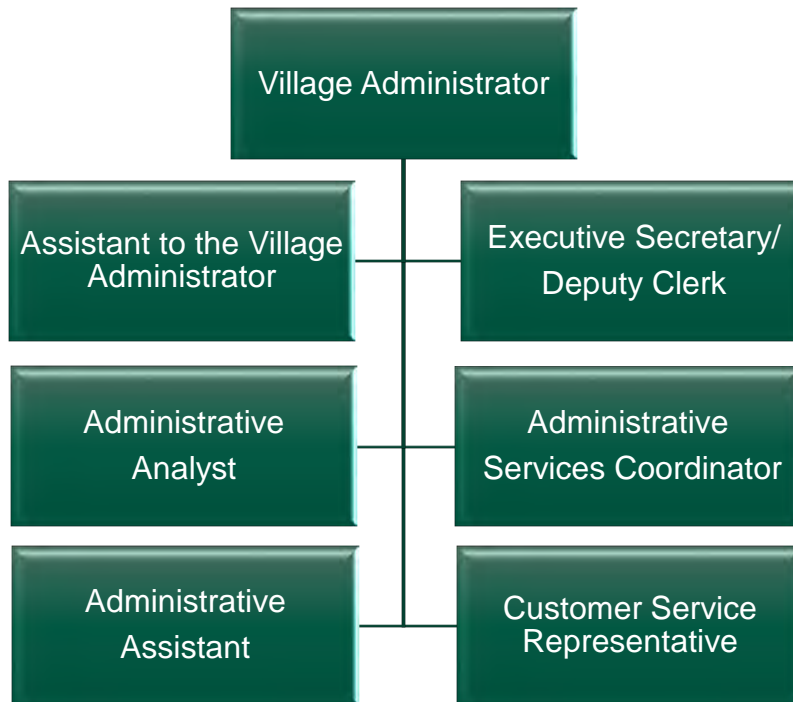 Village Administrator
Assistant to the Village
Administrator
Executive Secretary/
Deputy Clerk
Administrative
Analyst
Administrative
Services Coordinator
Administrative
Assistant
Customer Service
Representative